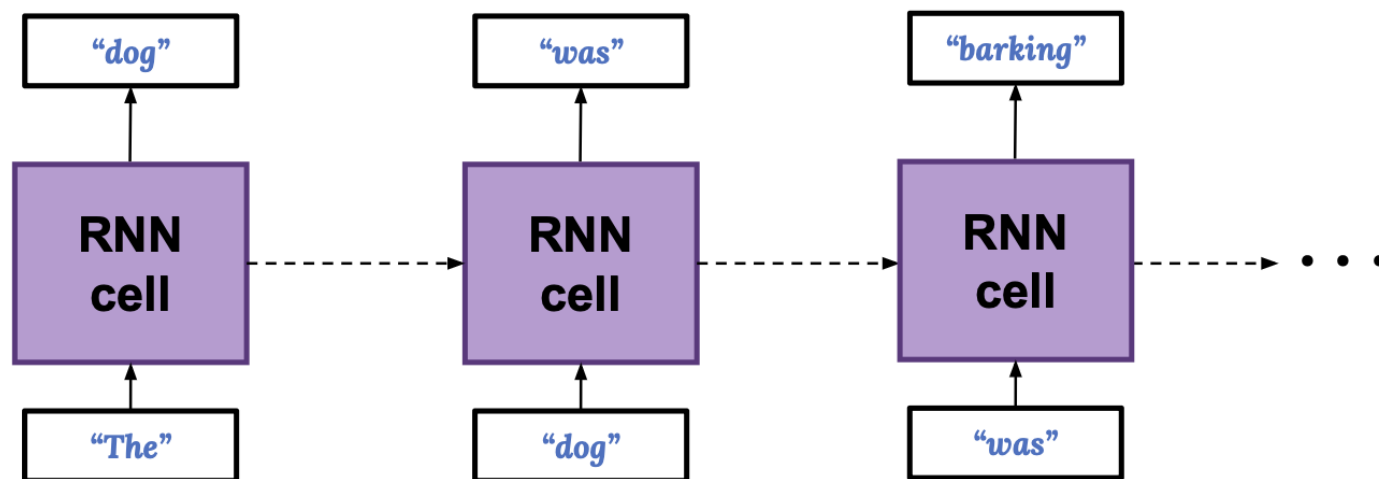 “dog”
“was”
“barking”
RNN
cell
RNN
cell
RNN
cell
“The”
“dog”
“was”